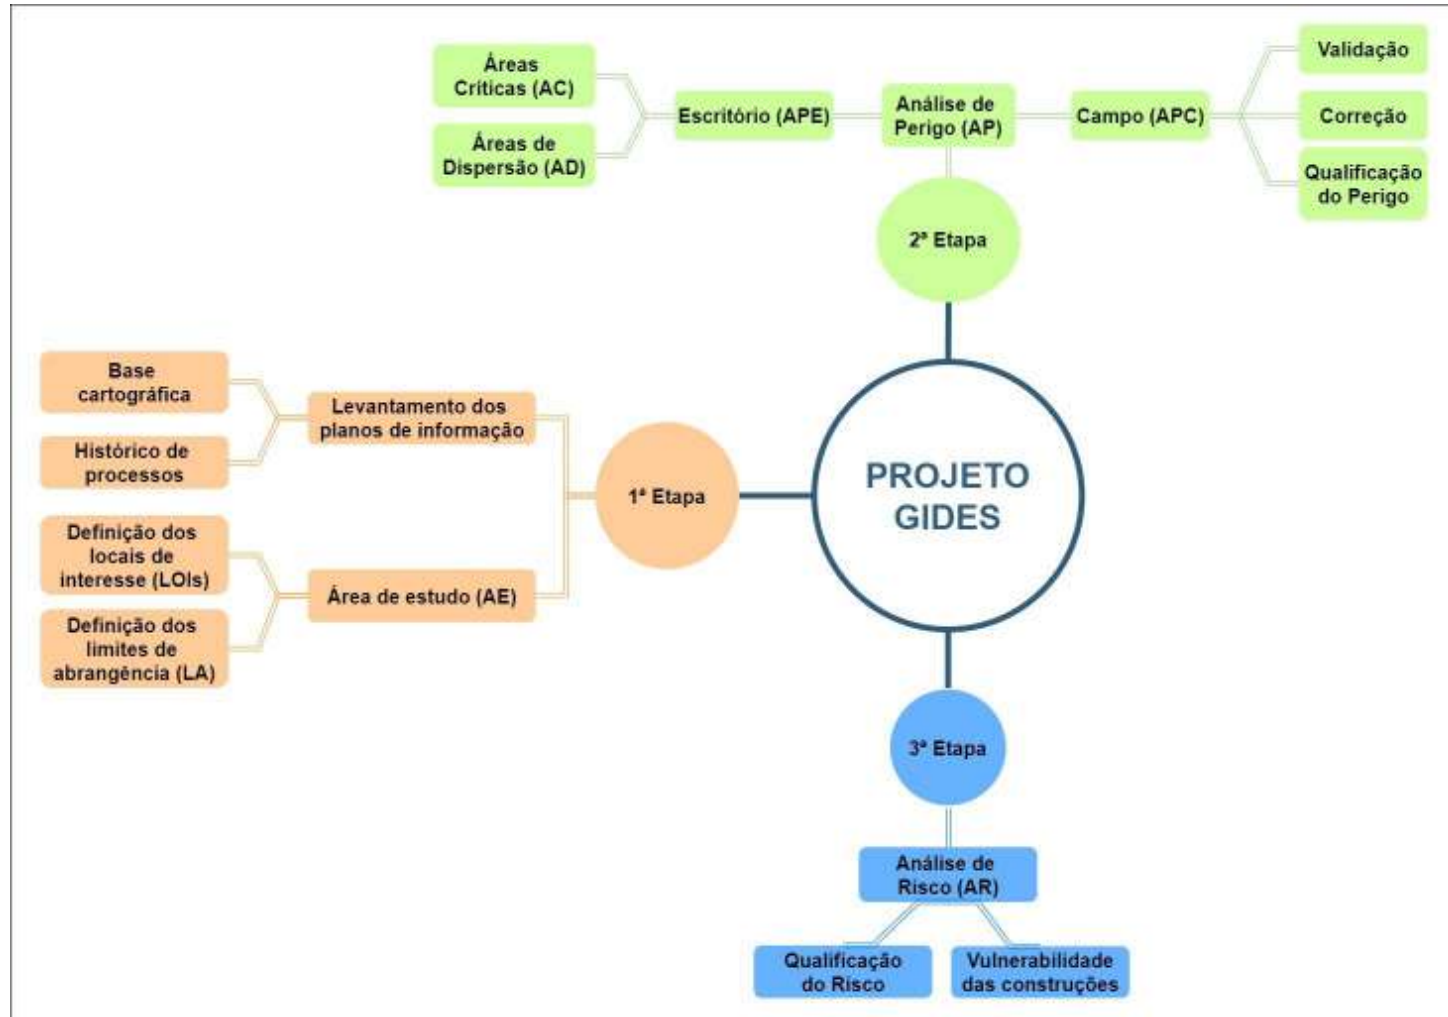 Áreas
Críticas (AC)
Áreas de
Dispersão (AD)
Escritório (APE)
Análise de
Perigo (AP)
Campo (APC)
Validação
Correção
Qualificação
do Perigo
2ª Etapa
Base
cartográfica
Histórico de
processos
Levantamento dos
planos de informação
Definição dos
locais de
interesse (LOIs)
Definição dos
limites de
abrangência (LA)
Área de estudo (AE)
1ª Etapa
PROJETO
GIDES
3ª Etapa
Análise de
Risco (AR)
Qualificação
do Risco
Vulnerabilidade
das construções